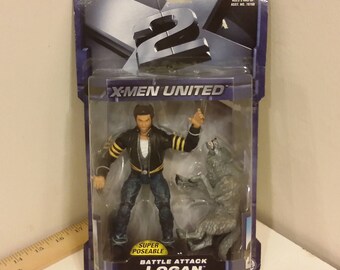 2
X-MEN UNITED
SUPER
POSEABLE
BATTLE ATTACK
LOGAN